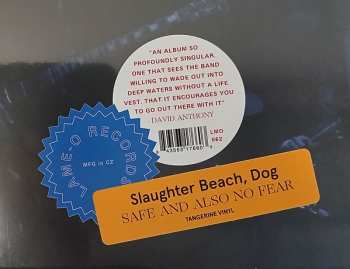 "AN ALBUM SO
PROFOUNDLY SINGULAR,
ONE THAT SEES THE BAND
WILLING TO WADE OUT INTO
DEEP WATERS WITHOUT A LIFE
VEST, THAT IT ENCOURAGES YOU
TO GO OUT THERE WITH IT"
- DAVID ANTHONY
LMO
062
LAME O RECORDS
MFG in CZ
Slaughter Beach, Dog
SAFE AND ALSO NO FEAR
TANGERINE VINYL